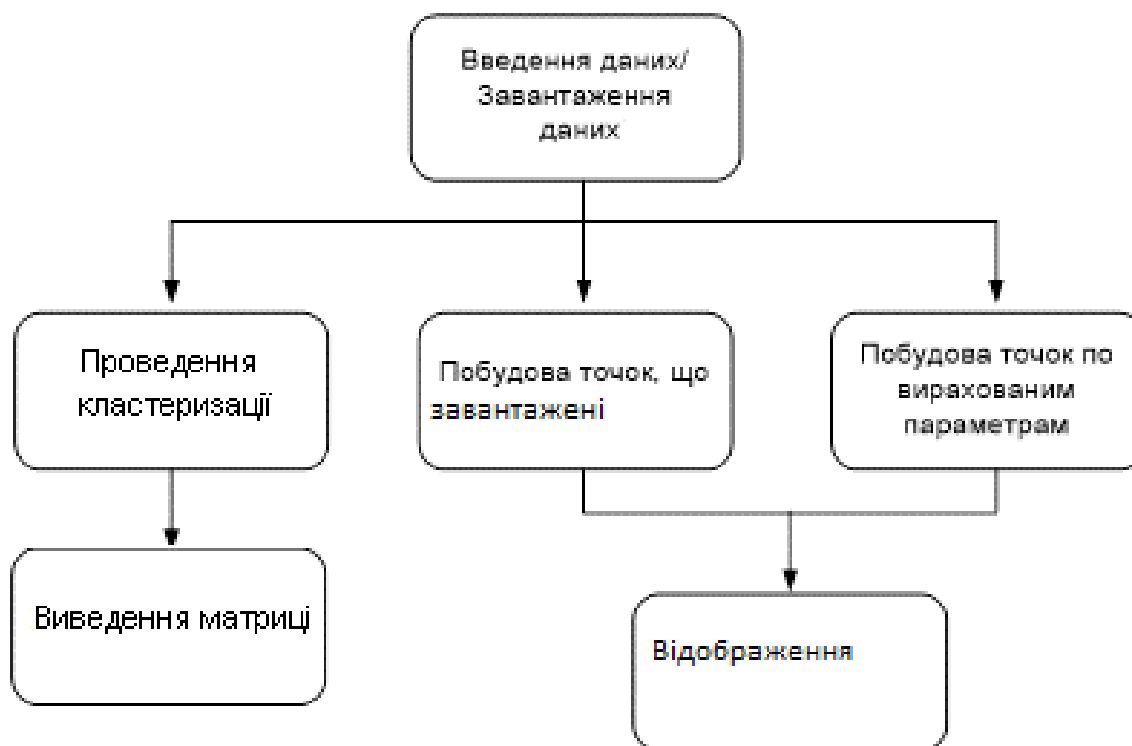 Введення даних/
Завантаження
даних
Проведення
кластеризації
Побудова точок, що
завантажені
Побудова точок по
вирахованим
параметрам
Виведення матриці
Відображення